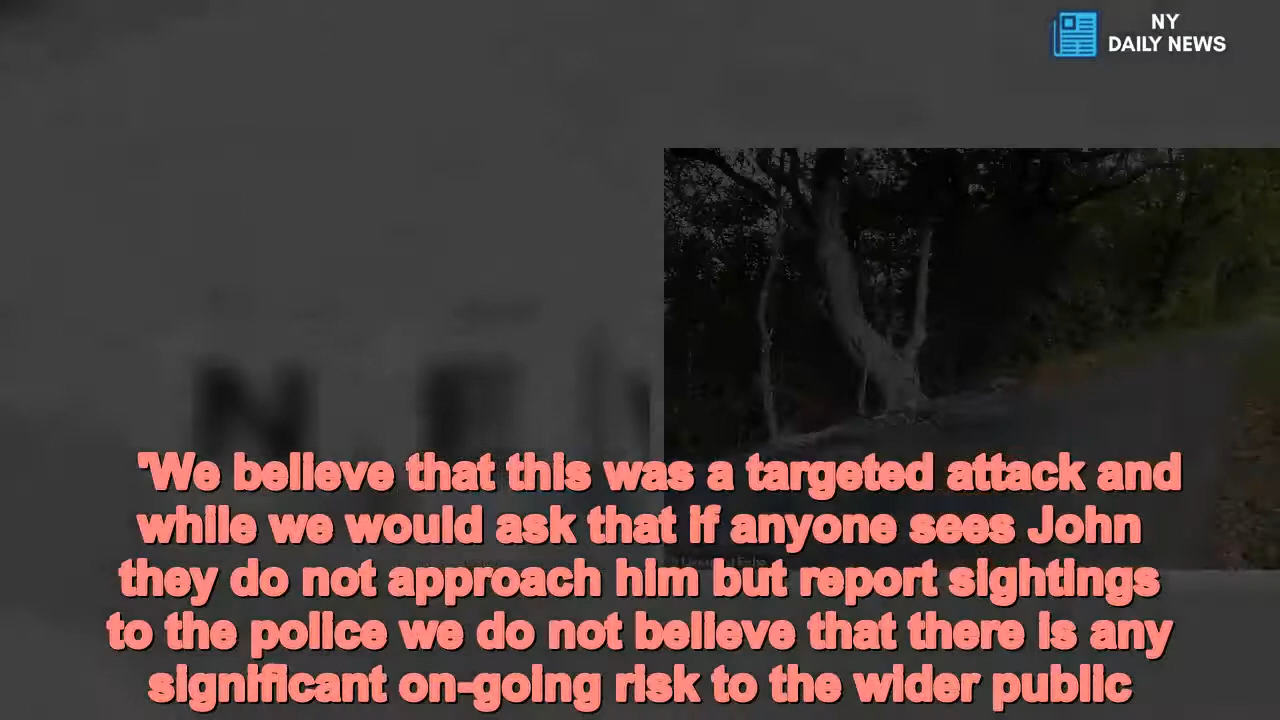 NY
DAILY NEWS
"We believe that this was a targeted attack and
while we would ask that if anyone sees John
they do not approach him but report sightings
to the police we do not believe that there is any
significant on-going risk to the wider public